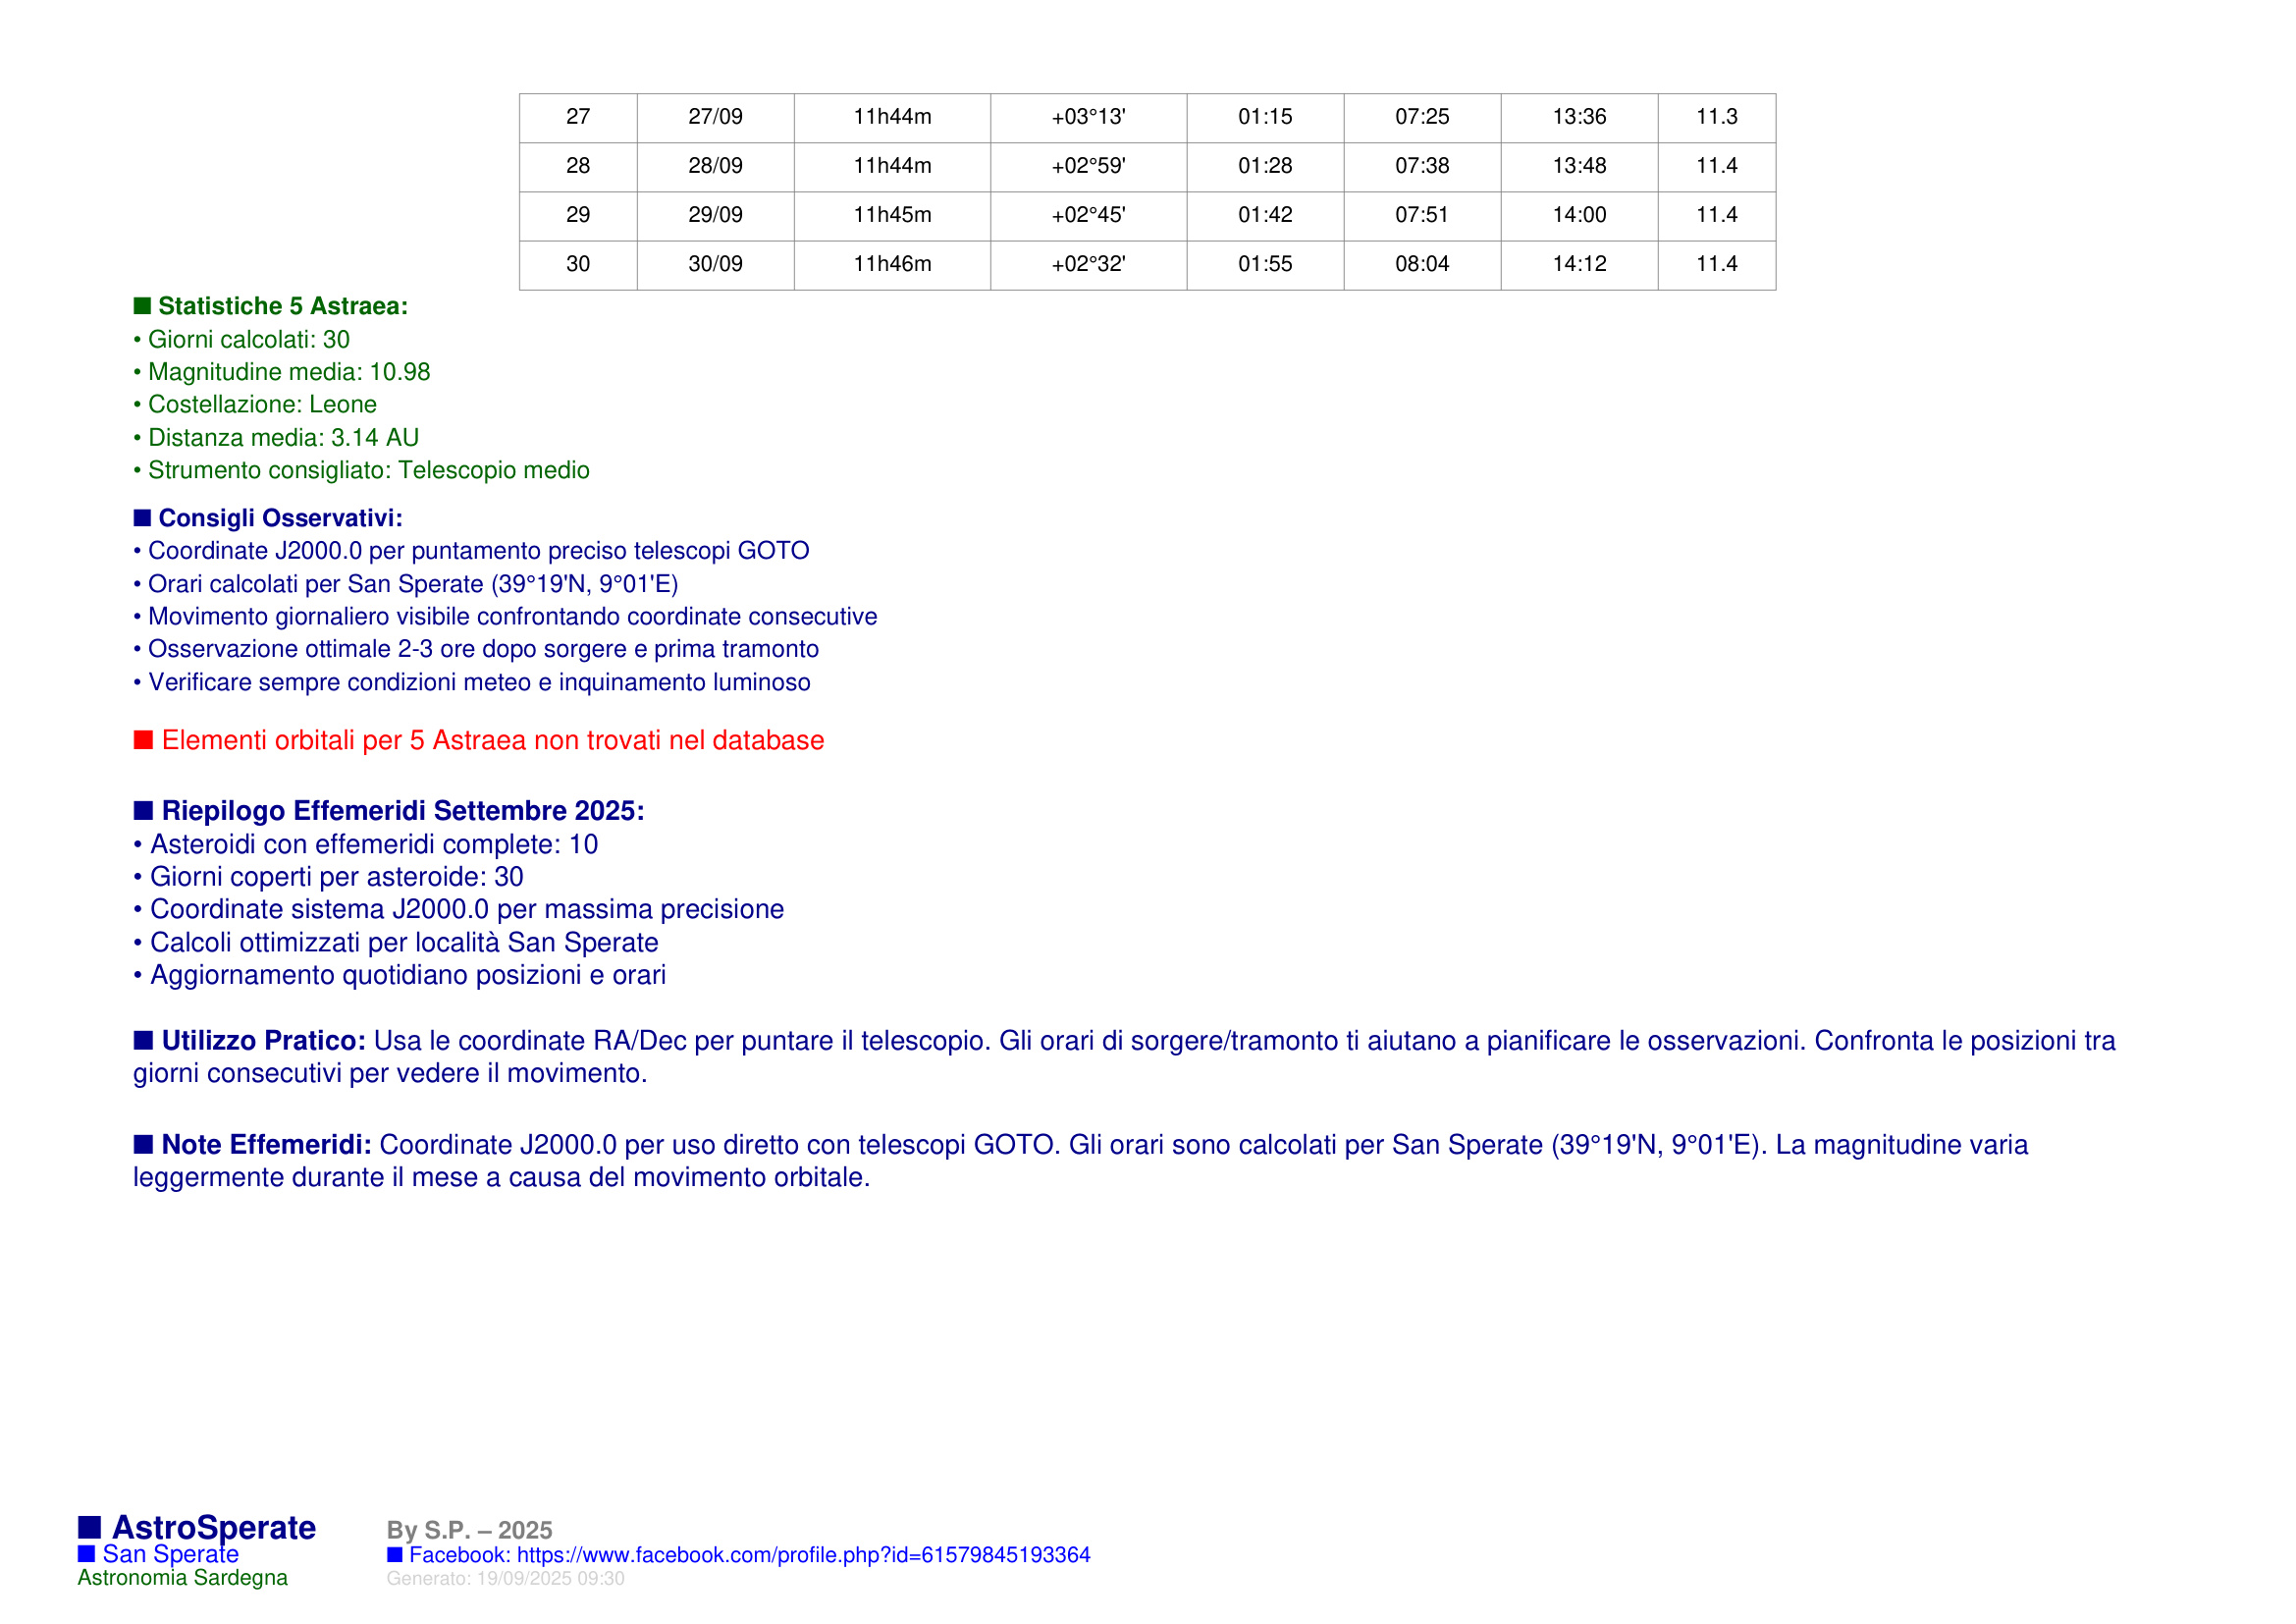 27 27/09 11h44m +03°13' 01:15 07:25 13:36 11.3
28 28/09 11h44m +02°59' 01:28 07:38 13:48 11.4
29 29/09 11h45m +02°45' 01:42 07:51 14:00 11.4
30 30/09 11h46m +02°32' 01:55 08:04 14:12 11.4
■ Statistiche 5 Astraea:
• Giorni calcolati: 30
• Magnitudine media: 10.98
• Costellazione: Leone
• Distanza media: 3.14 AU
• Strumento consigliato: Telescopio medio
■ Consigli Osservativi:
• Coordinate J2000.0 per puntamento preciso telescopi GOTO
• Orari calcolati per San Sperate (39°19'N, 9°01'E)
• Movimento giornaliero visibile confrontando coordinate consecutive
• Osservazione ottimale 2-3 ore dopo sorgere e prima tramonto
• Verificare sempre condizioni meteo e inquinamento luminoso
■ Elementi orbitali per 5 Astraea non trovati nel database
■ Riepilogo Effemeridi Settembre 2025:
• Asteroidi con effemeridi complete: 10
• Giorni coperti per asteroide: 30
• Coordinate sistema J2000.0 per massima precisione
• Calcoli ottimizzati per località San Sperate
• Aggiornamento quotidiano posizioni e orari
■ Utilizzo Pratico: Usa le coordinate RA/Dec per puntare il telescopio. Gli orari di sorgere/tramonto ti aiutano a pianificare le osservazioni. Confronta le posizioni tra
giorni consecutivi per vedere il movimento.
■ Note Effemeridi: Coordinate J2000.0 per uso diretto con telescopi GOTO. Gli orari sono calcolati per San Sperate (39°19'N, 9°01'E). La magnitudine varia
leggermente durante il mese a causa del movimento orbitale.
■ AstroSperate
■ San Sperate
Astronomia Sardegna
By S.P. – 2025
■ Facebook: https://www.facebook.com/profile.php?id=61579845193364
Generato: 19/09/2025 09:30